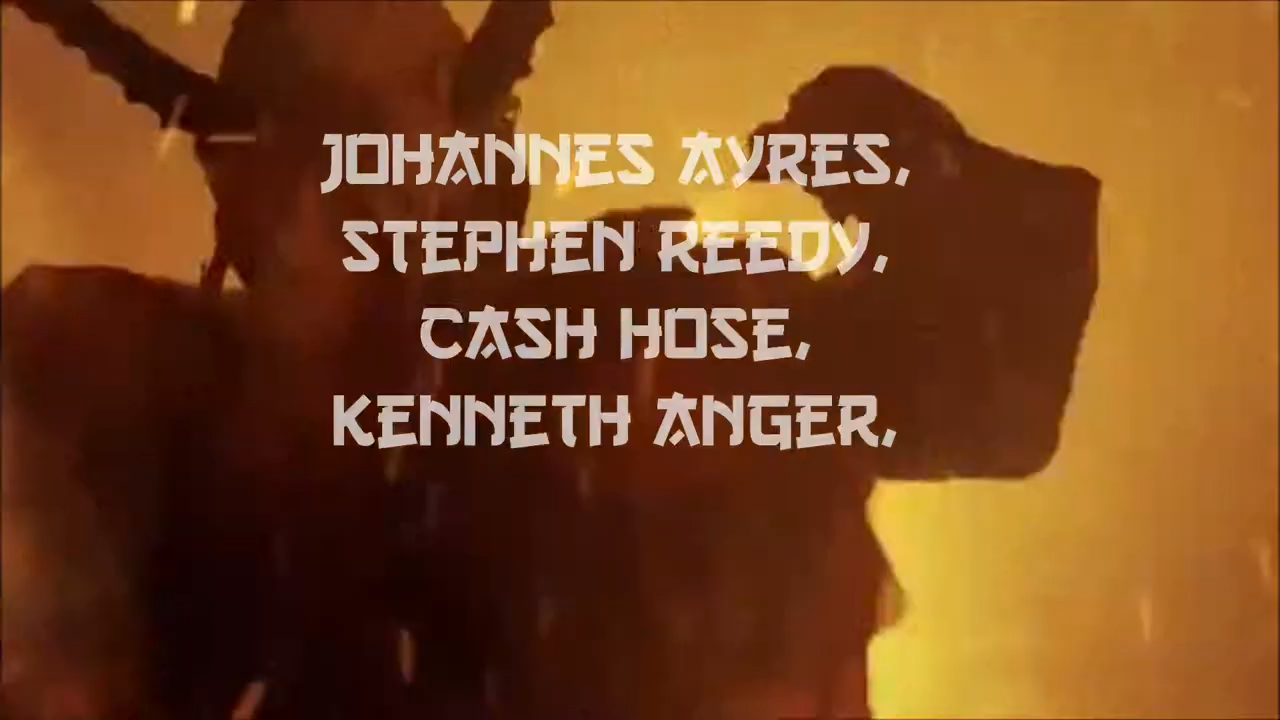 JOHANNES AYRES,
STEPHEN REEDY,
CASH HOSE,
KENNETH ANGER,